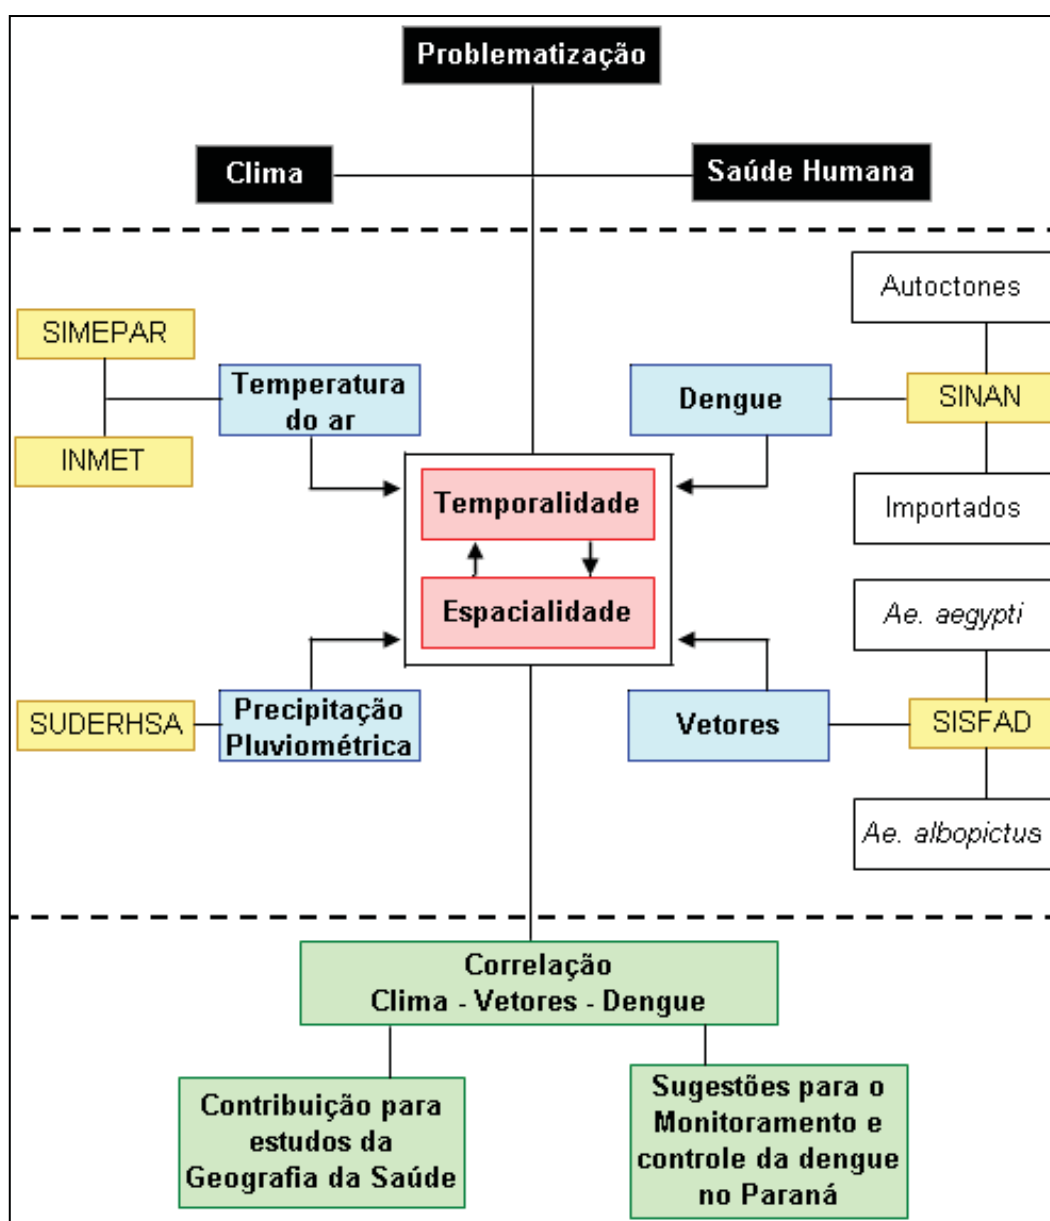 Problematização
Clima
Saúde Humana
Autoctones
SIMEPAR
Temperatura
do ar
Dengue
SINAN
INMET
Temporalidade
Importados
Espacialidade
Ae. aegypti
SUDERHSA
Precipitação
Pluviométrica
Vetores
SISFAD
Ae. albopictus
Correlação
Clima - Vetores - Dengue
Contribuição para
estudos da
Geografia da Saúde
Sugestões para o
Monitoramento e
controle da dengue
no Paraná